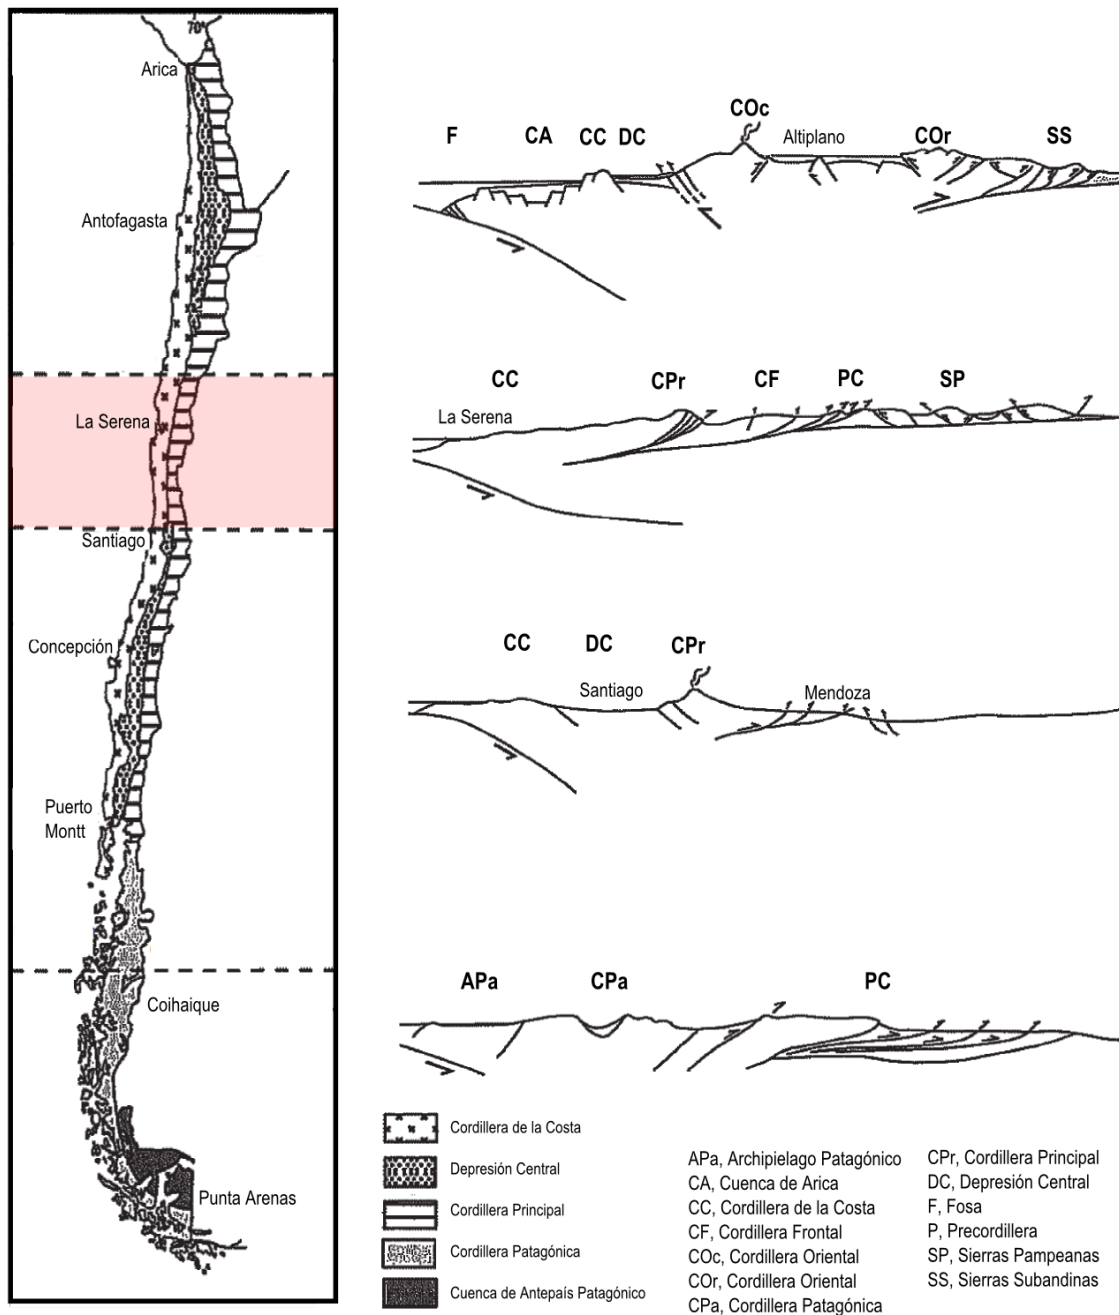 70°
Arica
Antofagasta
La Serena
Santiago
Concepción
Puerto
Montt
Coihaique
Punta Arenas
F CA CC DC COc Altiplano COr SS
CC CPr CF PC SP
La Serena
CC DC CPr
Santiago Mendoza
APa CPa PC
Cordillera de la Costa
Depresión Central
Cordillera Principal
Cordillera Patagónica
Cuenca de Antepaís Patagónico
APa, Archipielago Patagónico
CA, Cuenca de Arica
CC, Cordillera de la Costa
CF, Cordillera Frontal
COc, Cordillera Oriental
COr, Cordillera Oriental
CPa, Cordillera Patagónica
CPr, Cordillera Principal
DC, Depresión Central
F, Fosa
P, Precordillera
SP, Sierras Pampeanas
SS, Sierras Subandinas